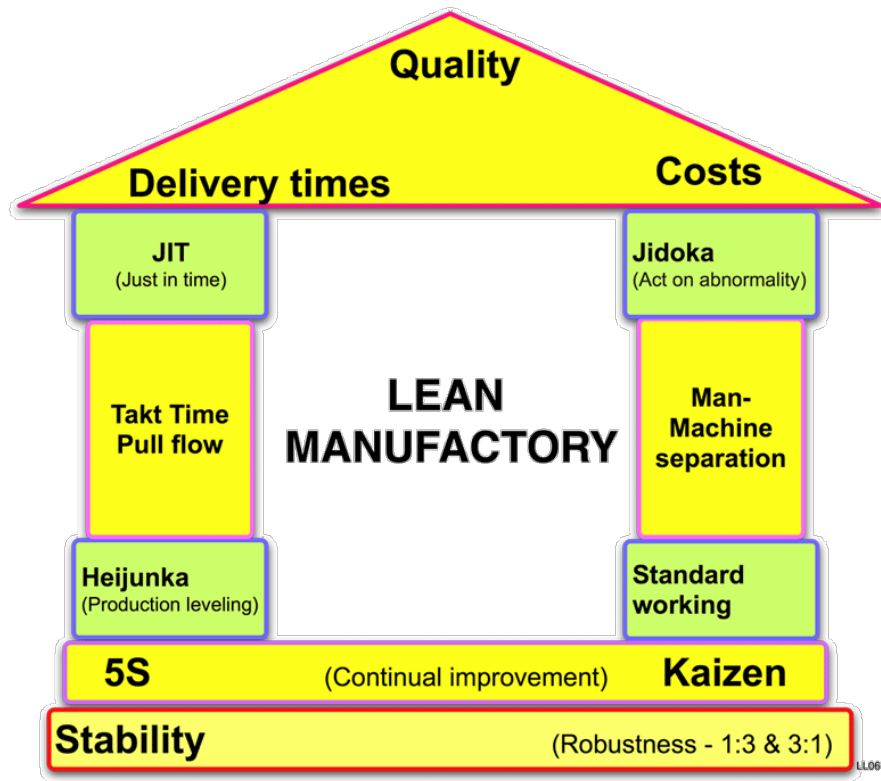 Quality
Delivery times
Costs
JIT
(Just in time)
Jidoka
(Act on abnormality)
Takt Time
Pull flow
LEAN
MANUFACTORY
Man-
Machine
separation
Heijunka
(Production leveling)
Standard
working
5S
(Continual improvement)
Kaizen
Stability
(Robustness - 1:3 & 3:1)
LL06